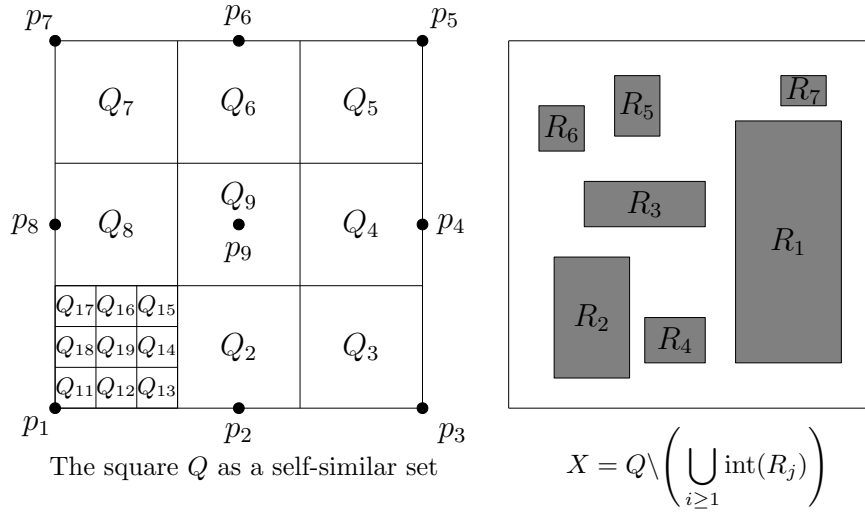 p₇ p₆ p₅
Q₇ Q₆ Q₅
p₈ Q₈ Q₉ Q₄ p₄
p₉
Q₁₇ Q₁₆ Q₁₅
Q₁₈ Q₁₉ Q₁₄ Q₂ Q₃
Q₁₁ Q₁₂ Q₁₃
p₁ p₂ p₃
The square Q as a self-similar set
R₅ R₇
R₆
R₃
R₁
R₂
R₄
X = Q\(⋃ int(Rⱼ))
i≥1